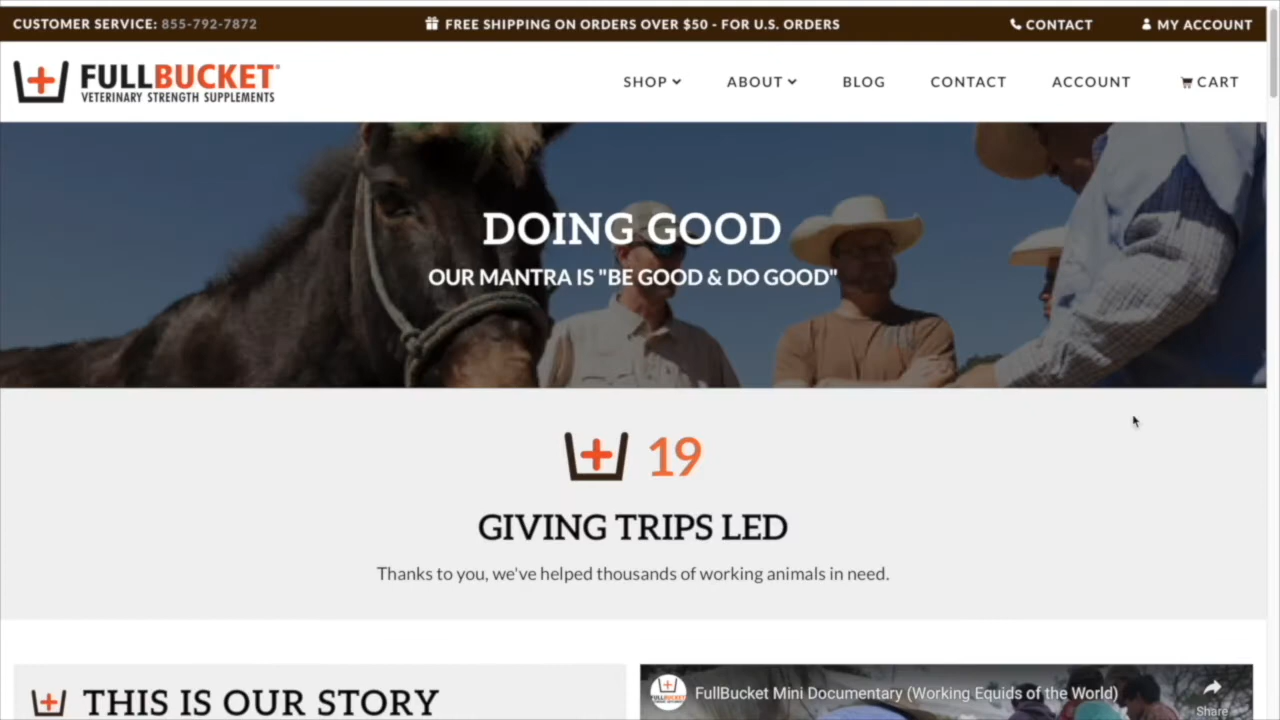 CUSTOMER SERVICE: 855-792-7872
FREE SHIPPING ON ORDERS OVER $50 - FOR U.S. ORDERS
CONTACT
MY ACCOUNT
FULLBUCKET®
VETERINARY STRENGTH SUPPLEMENTS
SHOP
ABOUT
BLOG
CONTACT
ACCOUNT
CART
DOING GOOD
OUR MANTRA IS "BE GOOD & DO GOOD"
19
GIVING TRIPS LED
Thanks to you, we've helped thousands of working animals in need.
THIS IS OUR STORY
FullBucket Mini Documentary (Working Equids of the World)
Share